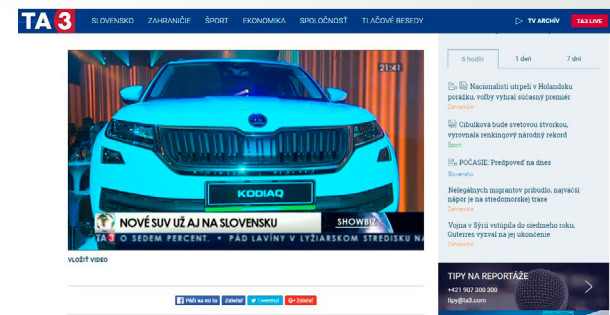 TA3
SLOVENSKO ZAHRANIČIE ŠPORT EKONOMIKA SPOLOČNOSŤ TLAČOVÉ BESEDY
TV ARCHÍV
TA3 LIVE
21:41
KODIAQ
NOVÉ SUV UŽ AJ NA SLOVENSKU
SHOWBIZ
TA3 O SEDEM PERCENT. • PÁD LAVÍNY V LYŽIARSKOM STREDISKU NA
VLOŽIŤ VIDEO
Páči sa mi to Zdieľať Tweetnuť G+ Zdieľať
6 hodín 1 deň 7 dní
Nacionalisti utrpeli v Holandsku
porážku, voľby vyhral súčasný premiér
Zahraničie
Cibulková bude svetovou štvorkou,
vyrovnala renkingový národný rekord
Šport
POČASIE: Predpoveď na dnes
Slovensko
Nelegálnych migrantov pribudlo, najväčší
nápor je na stredomorskej trase
Zahraničie
Vojna v Sýrii vstúpila do siedmeho roku,
Guterres vyzval na jej ukončenie
Zahraničie
TIPY NA REPORTÁŽE
+421 907 300 300
tipy@ta3.com